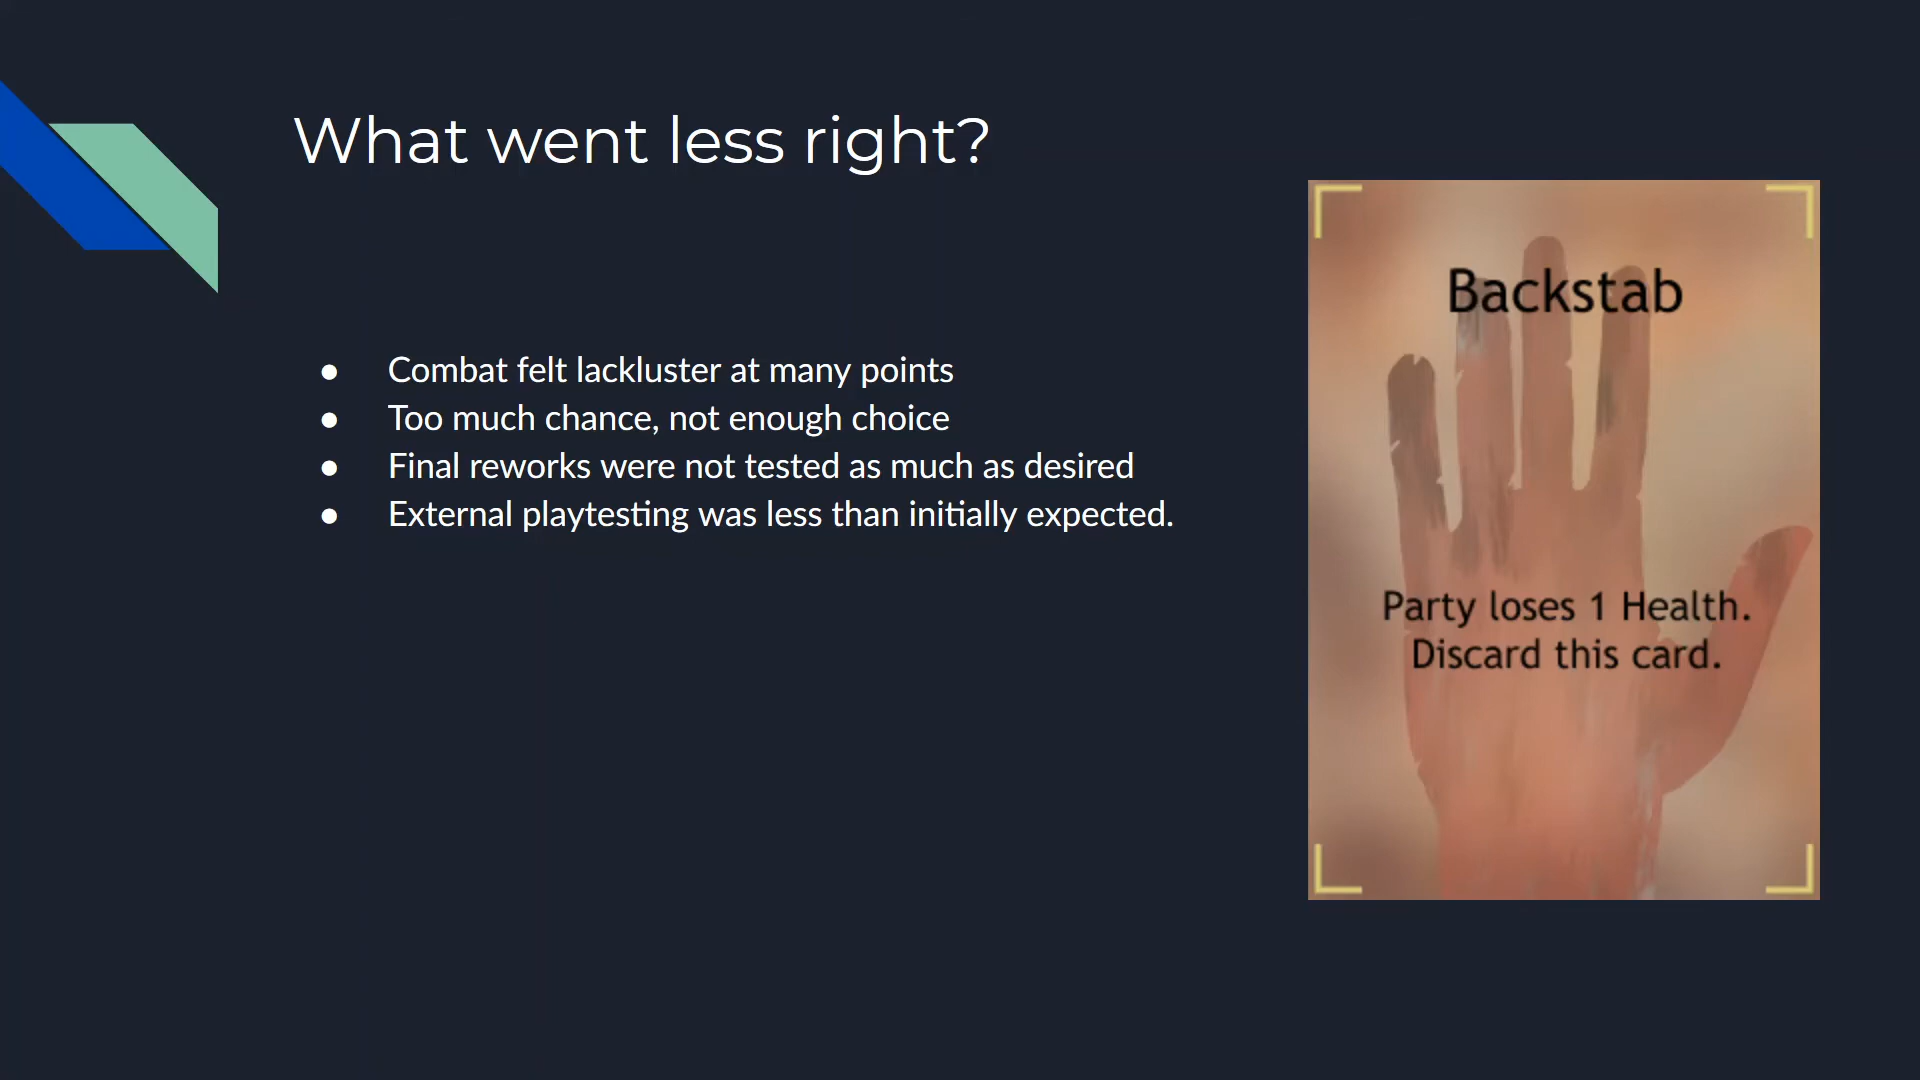 What went less right?
● Combat felt lackluster at many points
● Too much chance, not enough choice
● Final reworks were not tested as much as desired
● External playtesting was less than initially expected.
Backstab
Party loses 1 Health.
Discard this card.